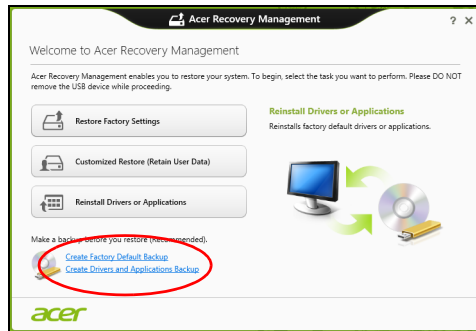 Acer Recovery Management
? X
Welcome to Acer Recovery Management
Acer Recovery Management enables you to restore your system. To begin, select the task you want to perform. Please DO NOT
remove the USB device while proceeding.
Restore Factory Settings
Customized Restore (Retain User Data)
Reinstall Drivers or Applications
Reinstall Drivers or Applications
Reinstalls factory default drivers or applications.
Make a backup before you restore (Recommended).
Create Factory Default Backup
Create Drivers and Applications Backup
acer